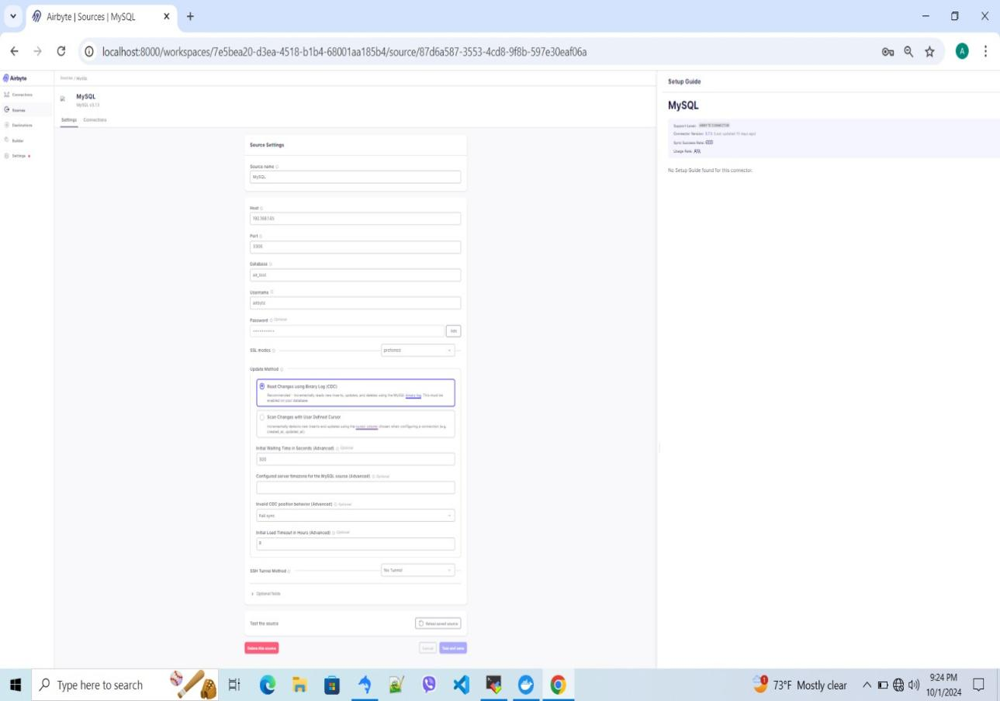 Airbyte | Sources | MySQL
localhost:8000/workspaces/7e5bea20-d3ea-4518-b1b4-68001aa185b4/source/87d6a587-3553-4cd8-9f8b-597e30eaf06a
A
Airbyte
Connections
Sources
Destinations
Builder
Settings
Sources / MySQL
MySQL
MySQL v3.7.3
Settings Connections
Source Settings
Source name
MySQL
Host
192.168.1.65
Port
3306
Database
air_test
Username
airbyte
Password Optional
Edit
SSL modes
preferred
Update Method
Read Changes using Binary Log (CDC)
Recommended - Incrementally reads new inserts, updates, and deletes using the MySQL binary log. This must be
enabled on your database.
Scan Changes with User Defined Cursor
Incrementally detects new inserts and updates using the cursor column chosen when configuring a connection (e.g.
created_at, updated_at).
Initial Waiting Time in Seconds (Advanced) Optional
300
Configured server timezone for the MySQL source (Advanced) Optional
Invalid CDC position behavior (Advanced) Optional
Fail sync
Initial Load Timeout in Hours (Advanced) Optional
8
SSH Tunnel Method
No Tunnel
Optional fields
Test the source
Retest saved source
Delete this source
Cancel
Test and save
Setup Guide
MySQL
Support Level: AIRBYTE CONNECTOR
Connector Version: 3.7.3 (Last updated 15 days ago)
Sync Success Rate:
Usage Rate:
No Setup Guide found for this connector.
Type here to search
1
73°F Mostly clear
9:24 PM
10/1/2024